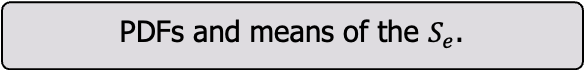 PDFs and means of the Sₑ.